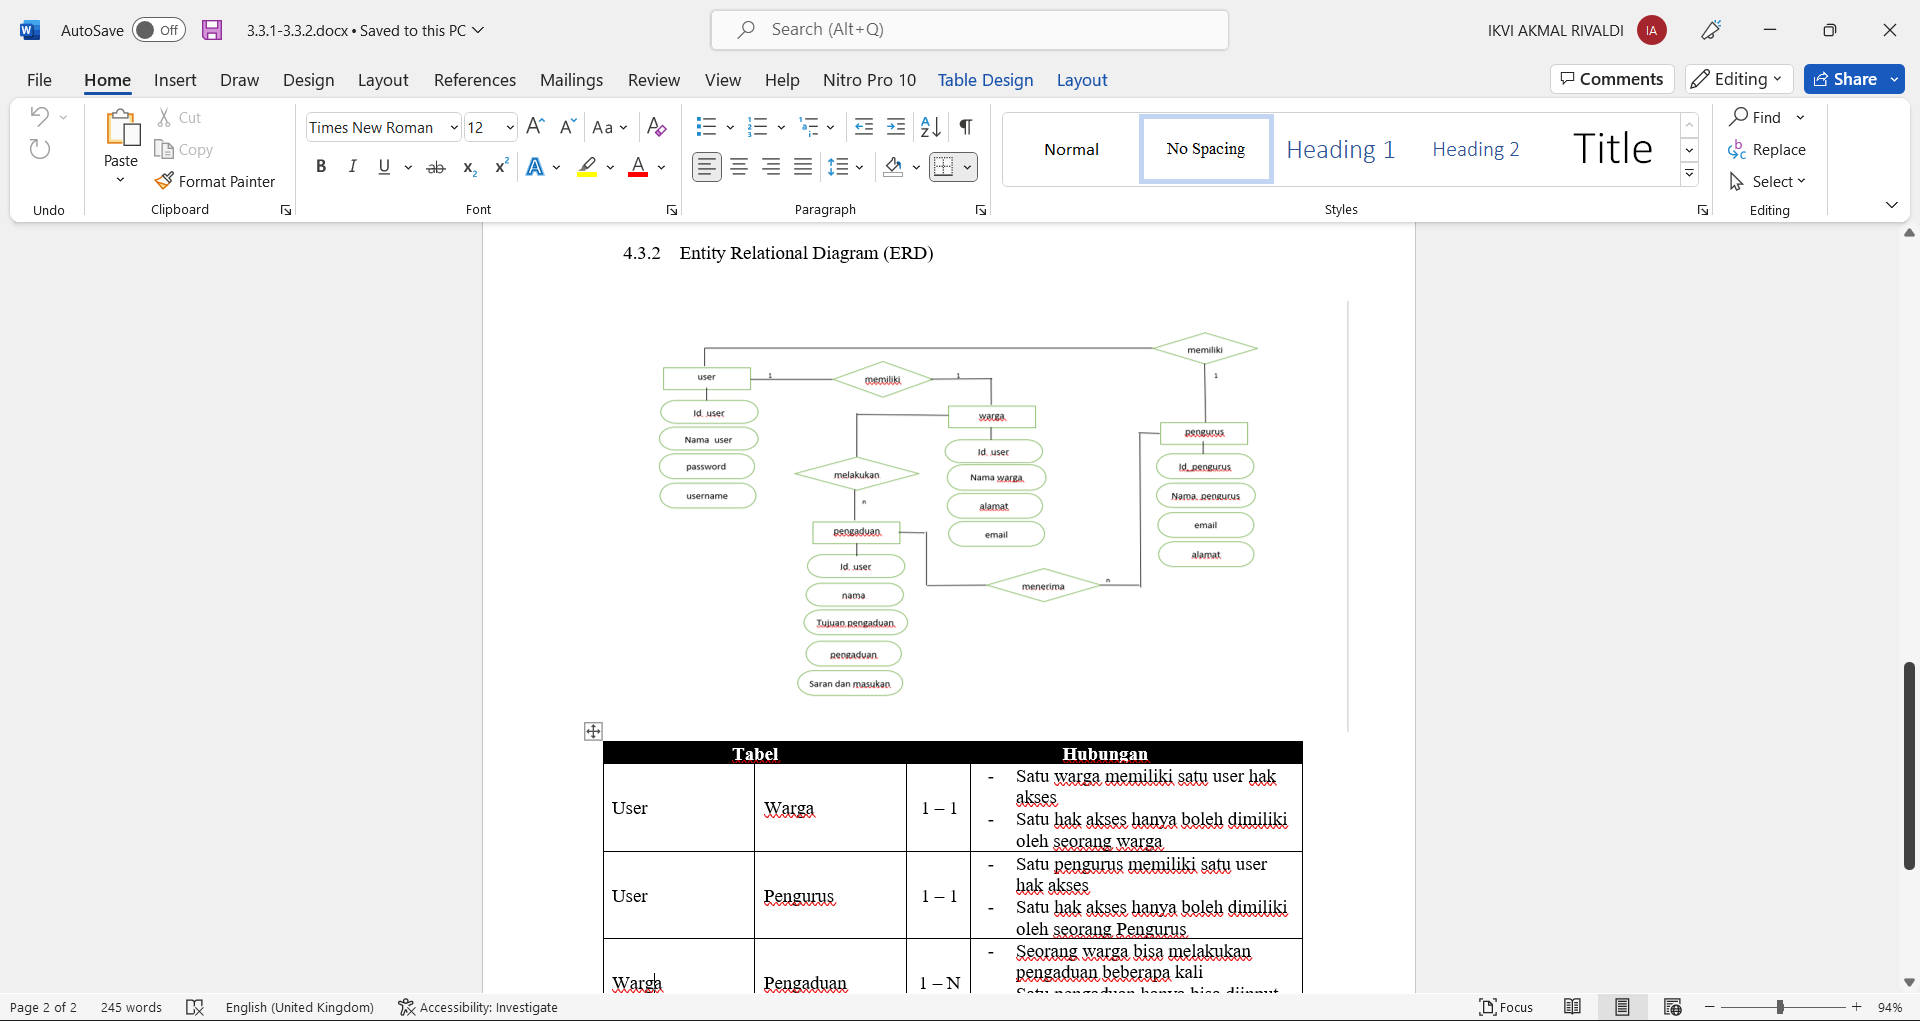 AutoSave Off 3.3.1-3.3.2.docx • Saved to this PC Search (Alt+Q) IKVI AKMAL RIVALDI IA
File Home Insert Draw Design Layout References Mailings Review View Help Nitro Pro 10 Table Design Layout Comments Editing Share
Paste Cut Copy Format Painter
Times New Roman 12
Normal No Spacing Heading 1 Heading 2 Title
Find
Replace
Select
Undo Clipboard Font Paragraph Styles Editing
4.3.2 Entity Relational Diagram (ERD)
memiliki
user 1 memiliki 1 1
Id_user warga
Nama_user pengurus
password melakukan Id_user Id_pengurus
username Nama warga Nama_pengurus
n alamat email
pengaduan email alamat
Id_user
nama menerima n
Tujuan pengaduan
pengaduan
Saran dan masukan
Tabel Hubungan
User Warga 1 – 1
- Satu warga memiliki satu user hak
akses
- Satu hak akses hanya boleh dimiliki
oleh seorang warga
User Pengurus 1 – 1
- Satu pengurus memiliki satu user
hak akses
- Satu hak akses hanya boleh dimiliki
oleh seorang Pengurus
Warga Pengaduan 1 – N
- Seorang warga bisa melakukan
pengaduan beberapa kali
- Satu pengaduan hanya bisa diinput
Page 2 of 2 245 words English (United Kingdom) Accessibility: Investigate Focus 94%